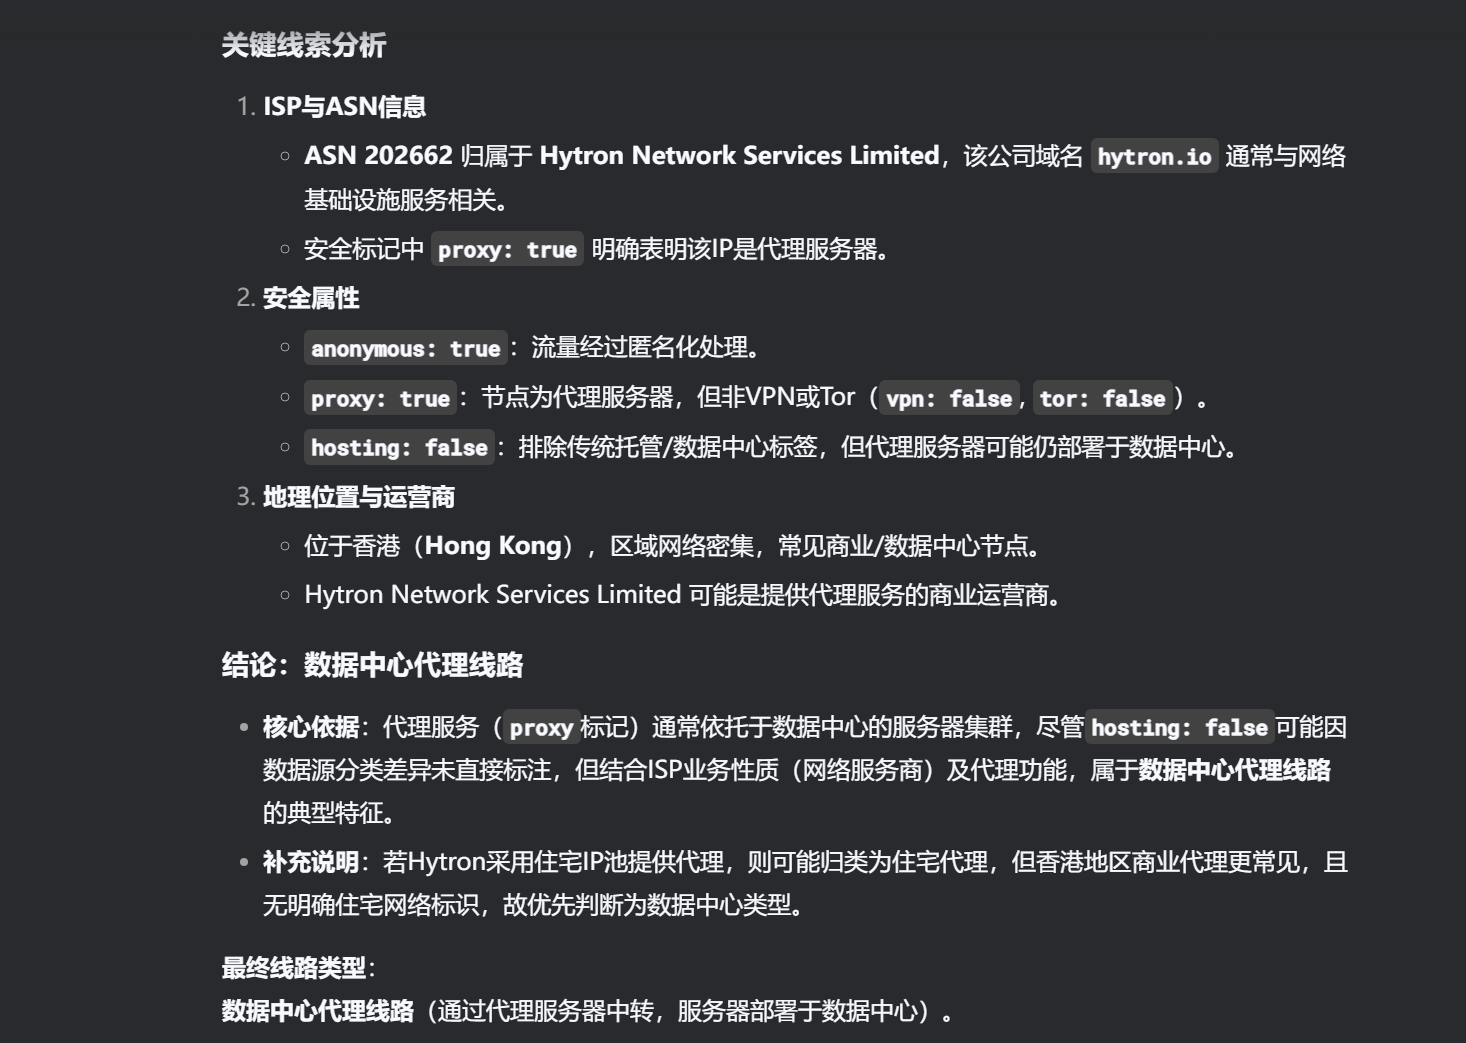 关键线索分析
1. ISP与ASN信息
○ ASN 202662 归属于 Hytron Network Services Limited，该公司域名 hytron.io 通常与网络
基础设施服务相关。
○ 安全标记中 proxy: true 明确表明该IP是代理服务器。
2. 安全属性
○ anonymous: true：流量经过匿名化处理。
○ proxy: true：节点为代理服务器，但非VPN或Tor（vpn: false, tor: false）。
○ hosting: false：排除传统托管/数据中心标签，但代理服务器可能仍部署于数据中心。
3. 地理位置与运营商
○ 位于香港（Hong Kong），区域网络密集，常见商业/数据中心节点。
○ Hytron Network Services Limited 可能是提供代理服务的商业运营商。
结论：数据中心代理线路
• 核心依据：代理服务（proxy标记）通常依托于数据中心的服务器集群，尽管hosting: false可能因
数据源分类差异未直接标注，但结合ISP业务性质（网络服务商）及代理功能，属于数据中心代理线路
的典型特征。
• 补充说明：若Hytron采用住宅IP池提供代理，则可能归类为住宅代理，但香港地区商业代理更常见，且
无明确住宅网络标识，故优先判断为数据中心类型。
最终线路类型：
数据中心代理线路（通过代理服务器中转，服务器部署于数据中心）。